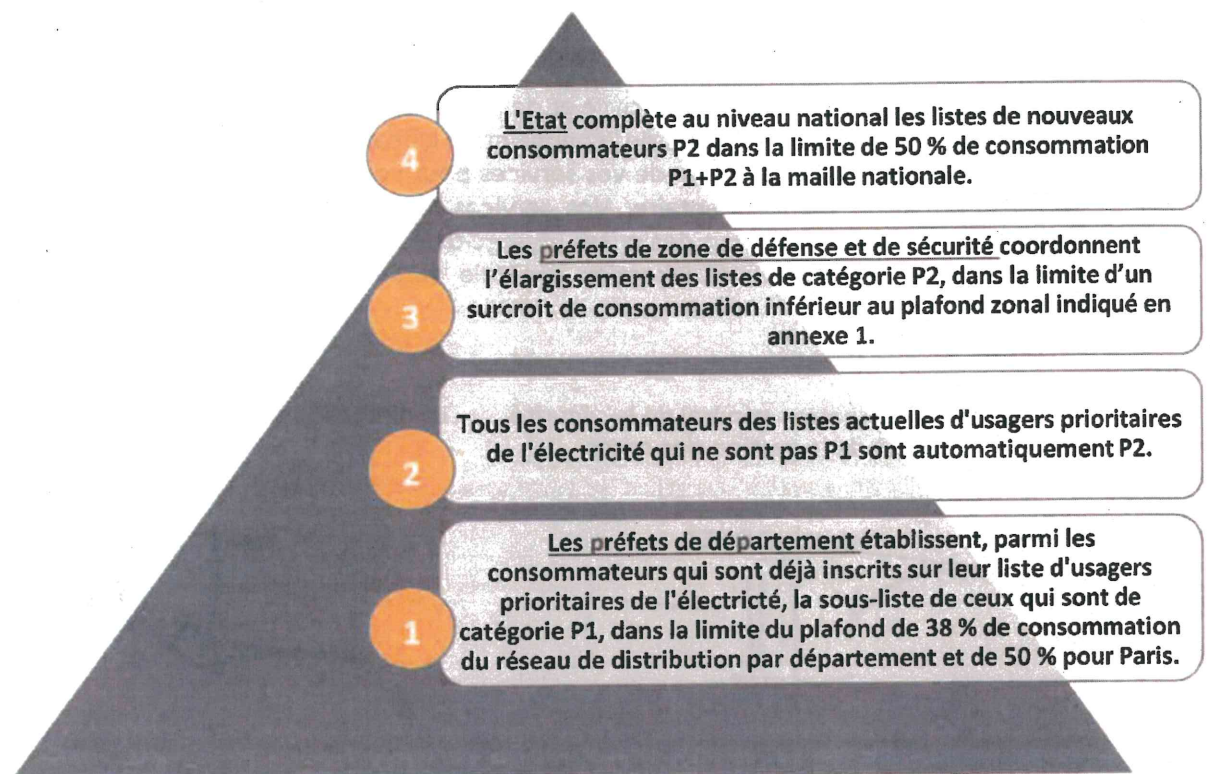 4
L'Etat complète au niveau national les listes de nouveaux
consommateurs P2 dans la limite de 50 % de consommation
P1+P2 à la maille nationale.
3
Les préfets de zone de défense et de sécurité coordonnent
l'élargissement des listes de catégorie P2, dans la limite d'un
surcroit de consommation inférieur au plafond zonal indiqué en
annexe 1.
2
Tous les consommateurs des listes actuelles d'usagers prioritaires
de l'électricité qui ne sont pas P1 sont automatiquement P2.
1
Les préfets de département établissent, parmi les
consommateurs qui sont déjà inscrits sur leur liste d'usagers
prioritaires de l'électricté, la sous-liste de ceux qui sont de
catégorie P1, dans la limite du plafond de 38 % de consommation
du réseau de distribution par département et de 50 % pour Paris.